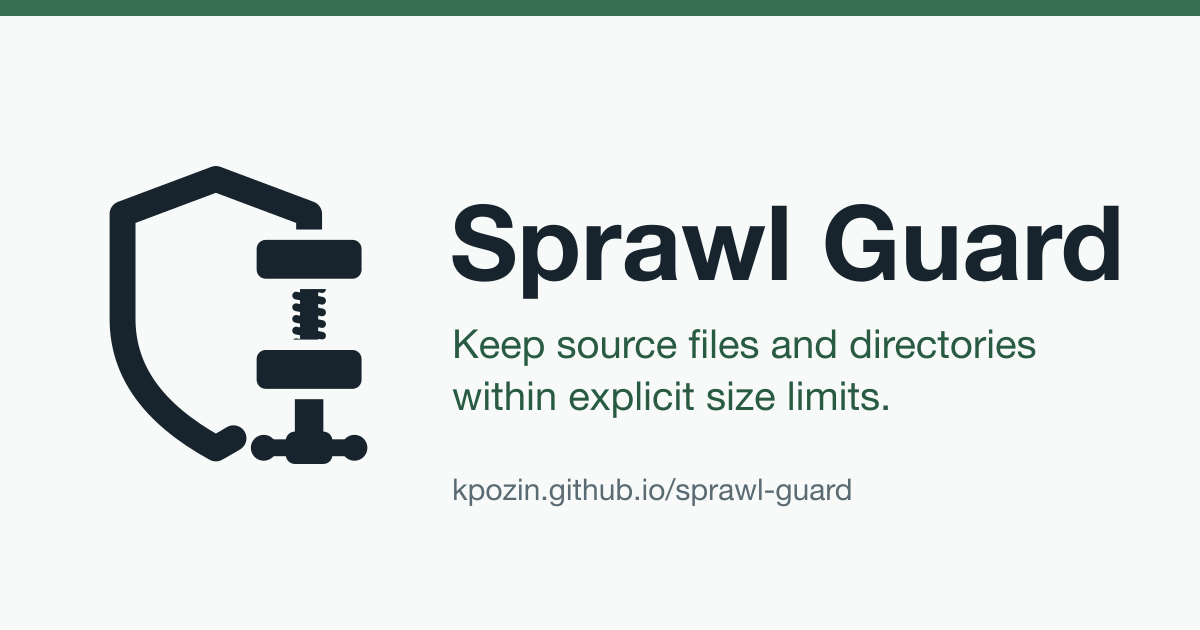 Sprawl Guard
Keep source files and directories
within explicit size limits.
kpozin.github.io/sprawl-guard